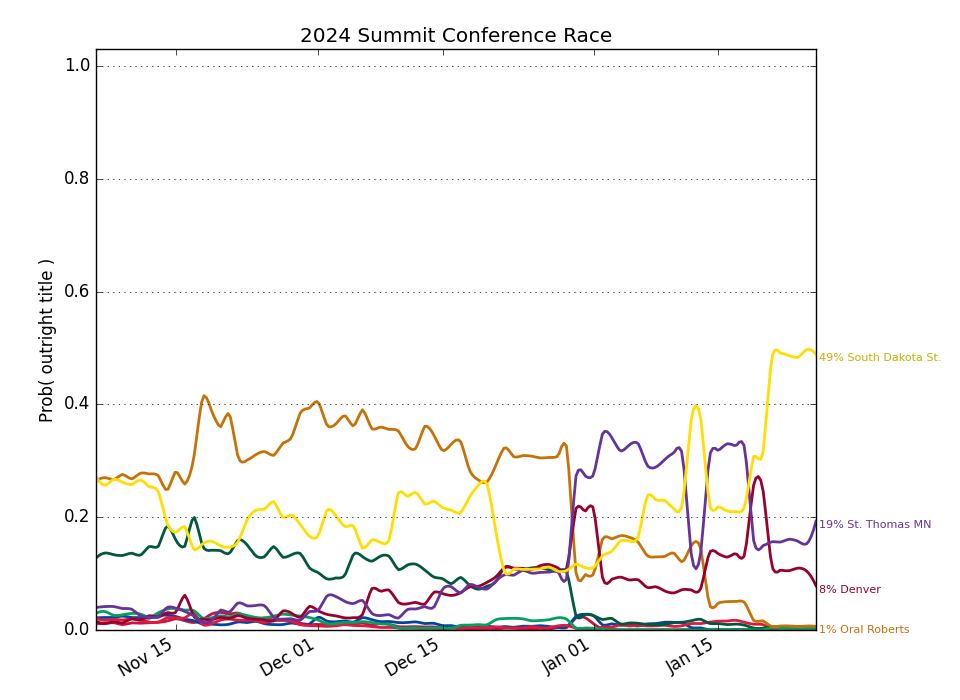 2024 Summit Conference Race
Prob( outright title )
1.0
0.8
0.6
0.4
0.2
0.0
Nov 15
Dec 01
Dec 15
Jan 01
Jan 15
49% South Dakota St.
19% St. Thomas MN
8% Denver
1% Oral Roberts